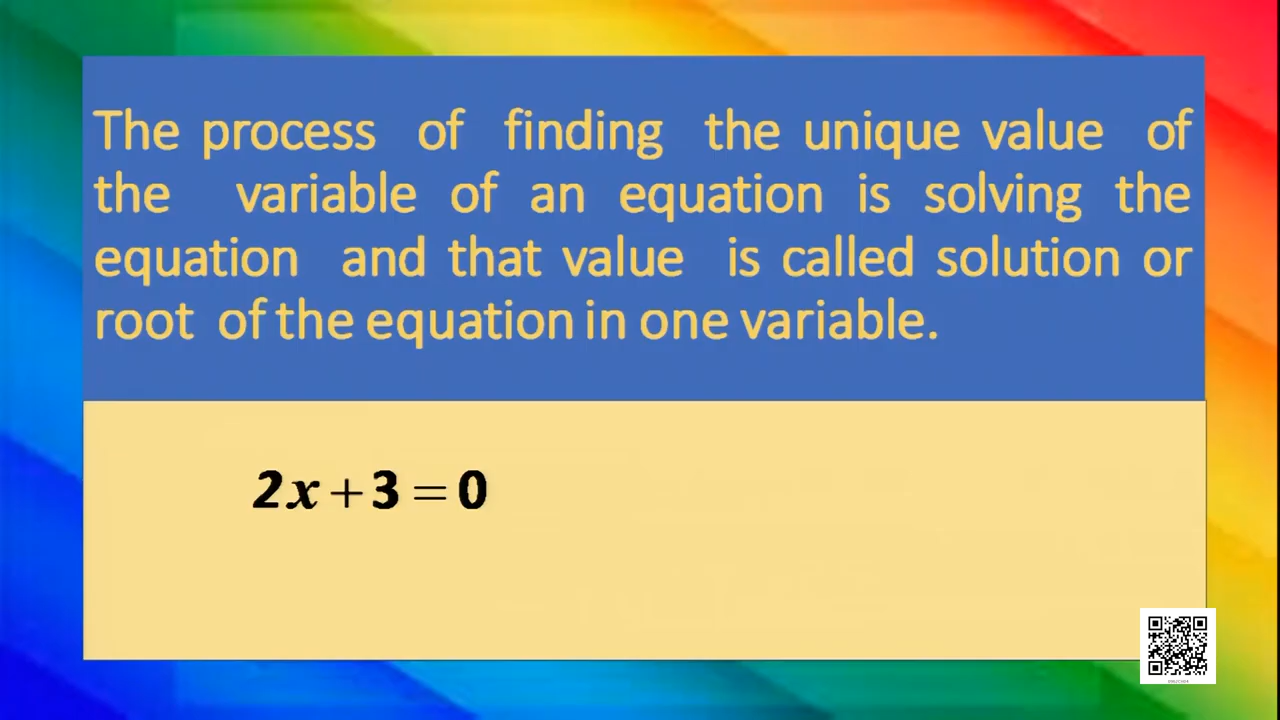 The process of finding the unique value of
the variable of an equation is solving the
equation and that value is called solution or
root of the equation in one variable.
2x+3=0